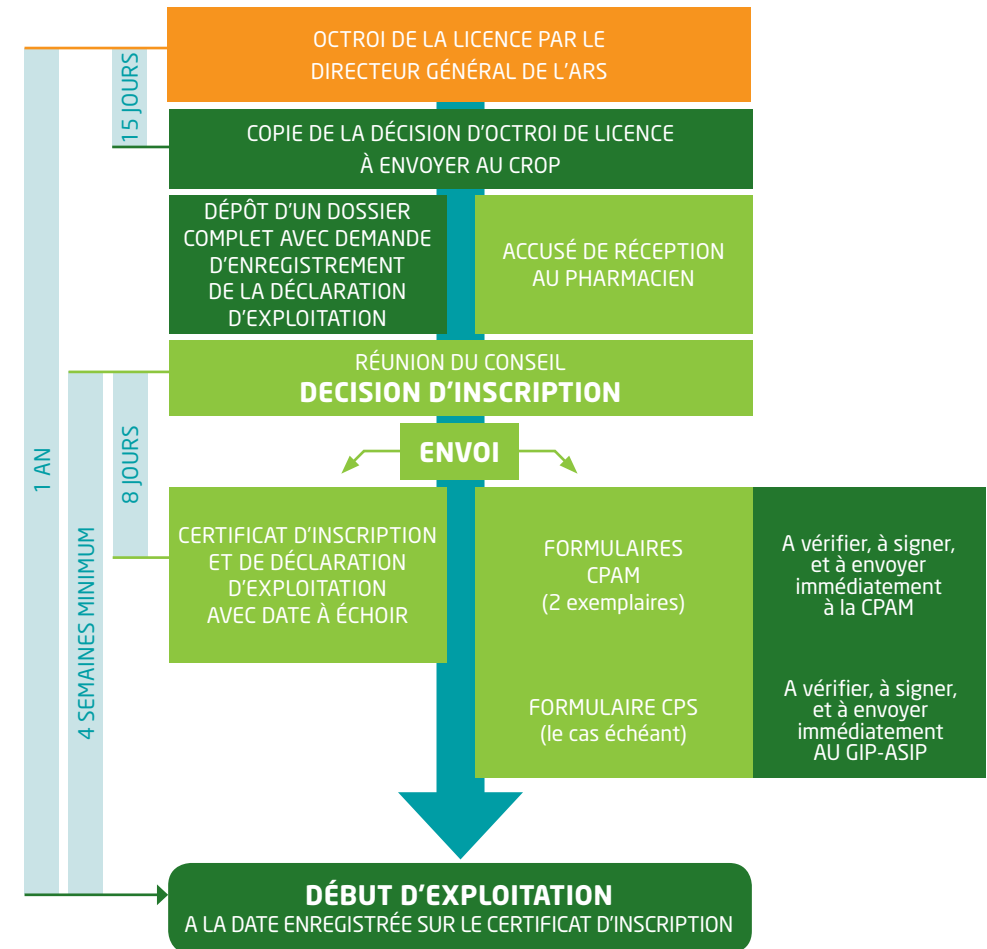 OCTROI DE LA LICENCE PAR LE
DIRECTEUR GÉNÉRAL DE L'ARS
15 JOURS
COPIE DE LA DÉCISION D'OCTROI DE LICENCE
À ENVOYER AU CROP
DÉPÔT D'UN DOSSIER
COMPLET AVEC DEMANDE
D'ENREGISTREMENT
DE LA DÉCLARATION
D'EXPLOITATION
ACCUSÉ DE RÉCEPTION
AU PHARMACIEN
RÉUNION DU CONSEIL
DECISION D'INSCRIPTION
1 AN
4 SEMAINES MINIMUM
8 JOURS
ENVOI
CERTIFICAT D'INSCRIPTION
ET DE DÉCLARATION
D'EXPLOITATION
AVEC DATE À ÉCHOIR
FORMULAIRES
CPAM
(2 exemplaires)
A vérifier, à signer,
et à envoyer
immédiatement
à la CPAM
FORMULAIRE CPS
(le cas échéant)
A vérifier, à signer,
et à envoyer
immédiatement
AU GIP-ASIP
DÉBUT D'EXPLOITATION
A LA DATE ENREGISTRÉE SUR LE CERTIFICAT D'INSCRIPTION